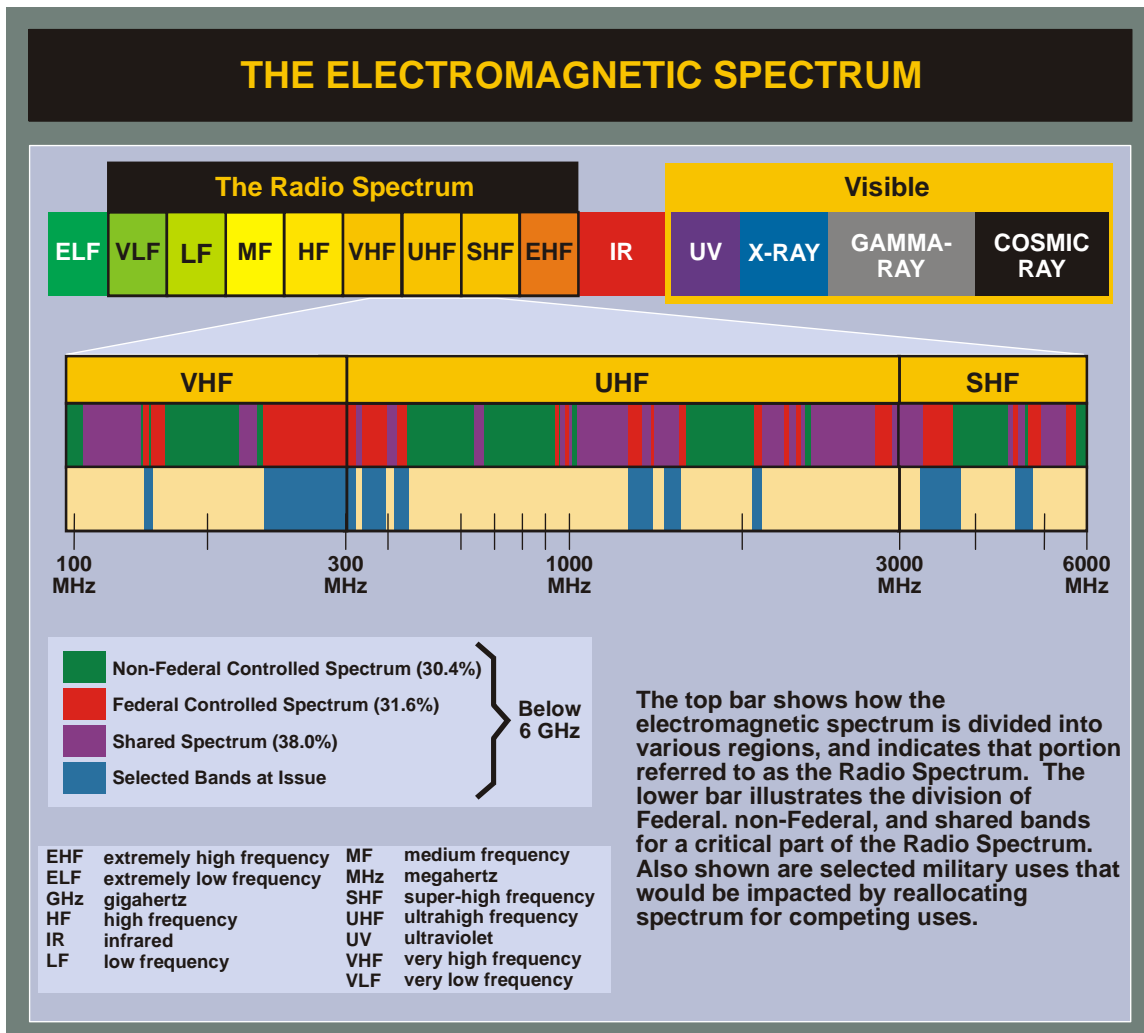 THE ELECTROMAGNETIC SPECTRUM
The Radio Spectrum
Visible
ELF VLF LF MF HF VHF UHF SHF EHF IR UV X-RAY GAMMA-RAY COSMIC RAY
VHF UHF SHF
100 MHz 300 MHz 1000 MHz 3000 MHz 6000 MHz
Non-Federal Controlled Spectrum (30.4%)
Federal Controlled Spectrum (31.6%)
Shared Spectrum (38.0%)
Selected Bands at Issue
Below
6 GHz
The top bar shows how the
electromagnetic spectrum is divided into
various regions, and indicates that portion
referred to as the Radio Spectrum. The
lower bar illustrates the division of
Federal. non-Federal, and shared bands
for a critical part of the Radio Spectrum.
Also shown are selected military uses that
would be impacted by reallocating
spectrum for competing uses.
EHF extremely high frequency
ELF extremely low frequency
GHz gigahertz
HF high frequency
IR infrared
LF low frequency
MF medium frequency
MHz megahertz
SHF super-high frequency
UHF ultrahigh frequency
UV ultraviolet
VHF very high frequency
VLF very low frequency